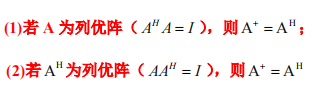 (1)若 A 为列优阵（ A^H A = I ），则 A^+ = A^H；
(2)若 A^H 为列优阵（ AA^H = I ），则 A^+ = A^H